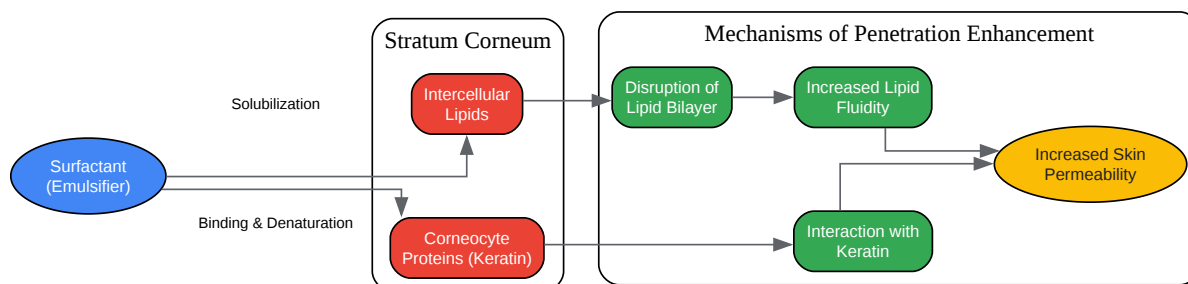 Stratum Corneum
Mechanisms of Penetration Enhancement
Solubilization
Intercellular
Lipids
Disruption of
Lipid Bilayer
Increased Lipid
Fluidity
Surfactant
(Emulsifier)
Increased Skin
Permeability
Binding & Denaturation
Corneocyte
Proteins (Keratin)
Interaction with
Keratin